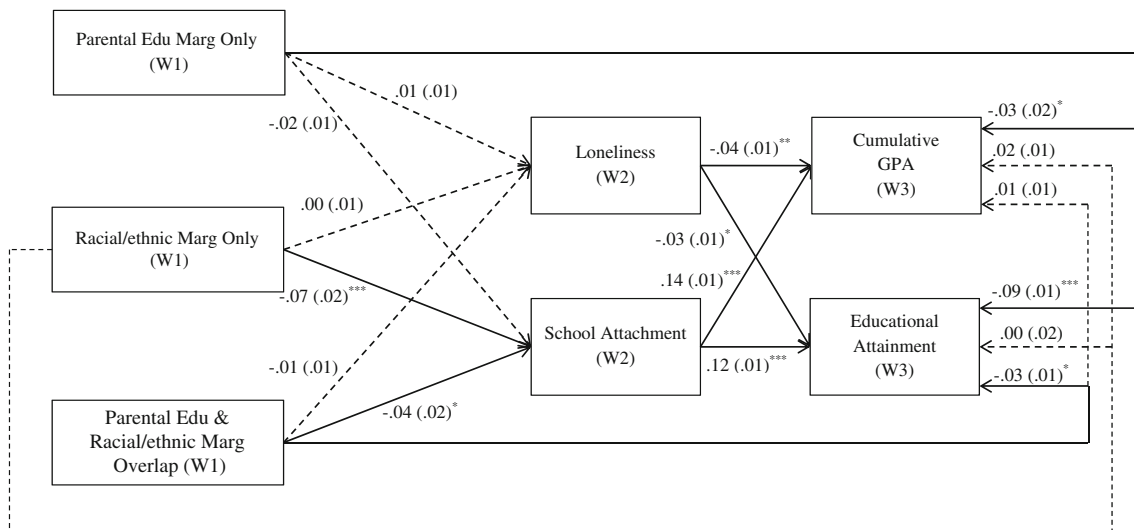 Parental Edu Marg Only
(W1)
.01 (.01)
-.02 (.01)
Loneliness
(W2)
-.04 (.01)**
Cumulative
GPA
(W3)
-.03 (.02)*
.02 (.01)
.01 (.01)
Racial/ethnic Marg Only
(W1)
.00 (.01)
-.07 (.02)***
-.03 (.01)*
.14 (.01)***
School Attachment
(W2)
.12 (.01)***
Educational
Attainment
(W3)
-.09 (.01)***
.00 (.02)
-.03 (.01)*
-.01 (.01)
-.04 (.02)*
Parental Edu &
Racial/ethnic Marg
Overlap (W1)